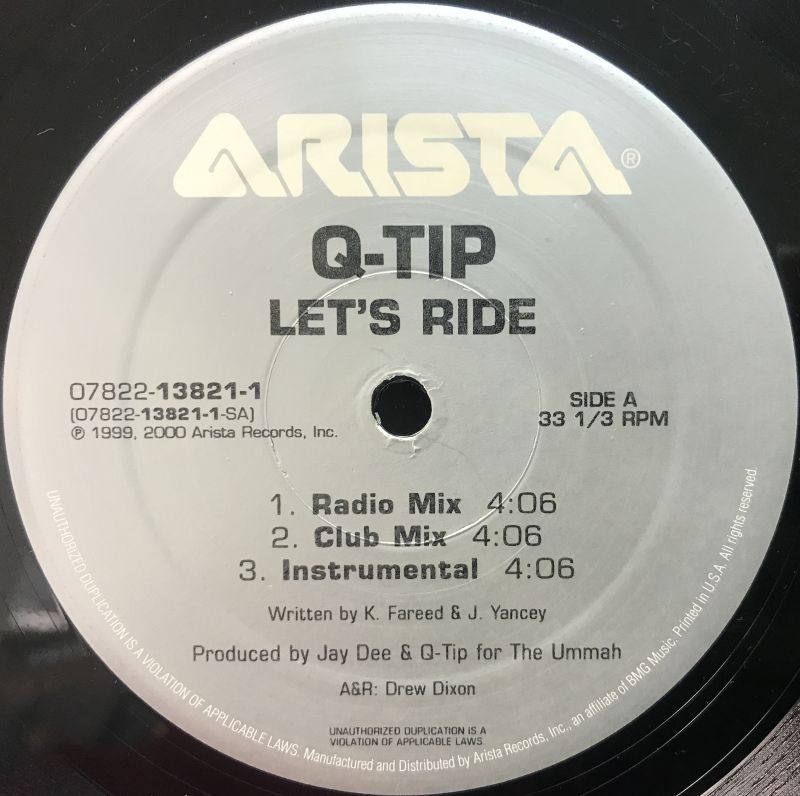 ARISTA®
Q-TIP
LET'S RIDE
07822-13821-1
(07822-13821-1-SA)
℗ 1999, 2000 Arista Records, Inc.
SIDE A
33 1/3 RPM
1. Radio Mix 4:06
2. Club Mix 4:06
3. Instrumental 4:06
Written by K. Fareed & J. Yancey
Produced by Jay Dee & Q-Tip for The Ummah
A&R: Drew Dixon
UNAUTHORIZED DUPLICATION IS A
VIOLATION OF APPLICABLE LAWS.
UNAUTHORIZED DUPLICATION IS A VIOLATION OF APPLICABLE LAWS. Manufactured and Distributed by Arista Records, Inc., an affiliate of BMG Music. Printed in U.S.A. All rights reserved.